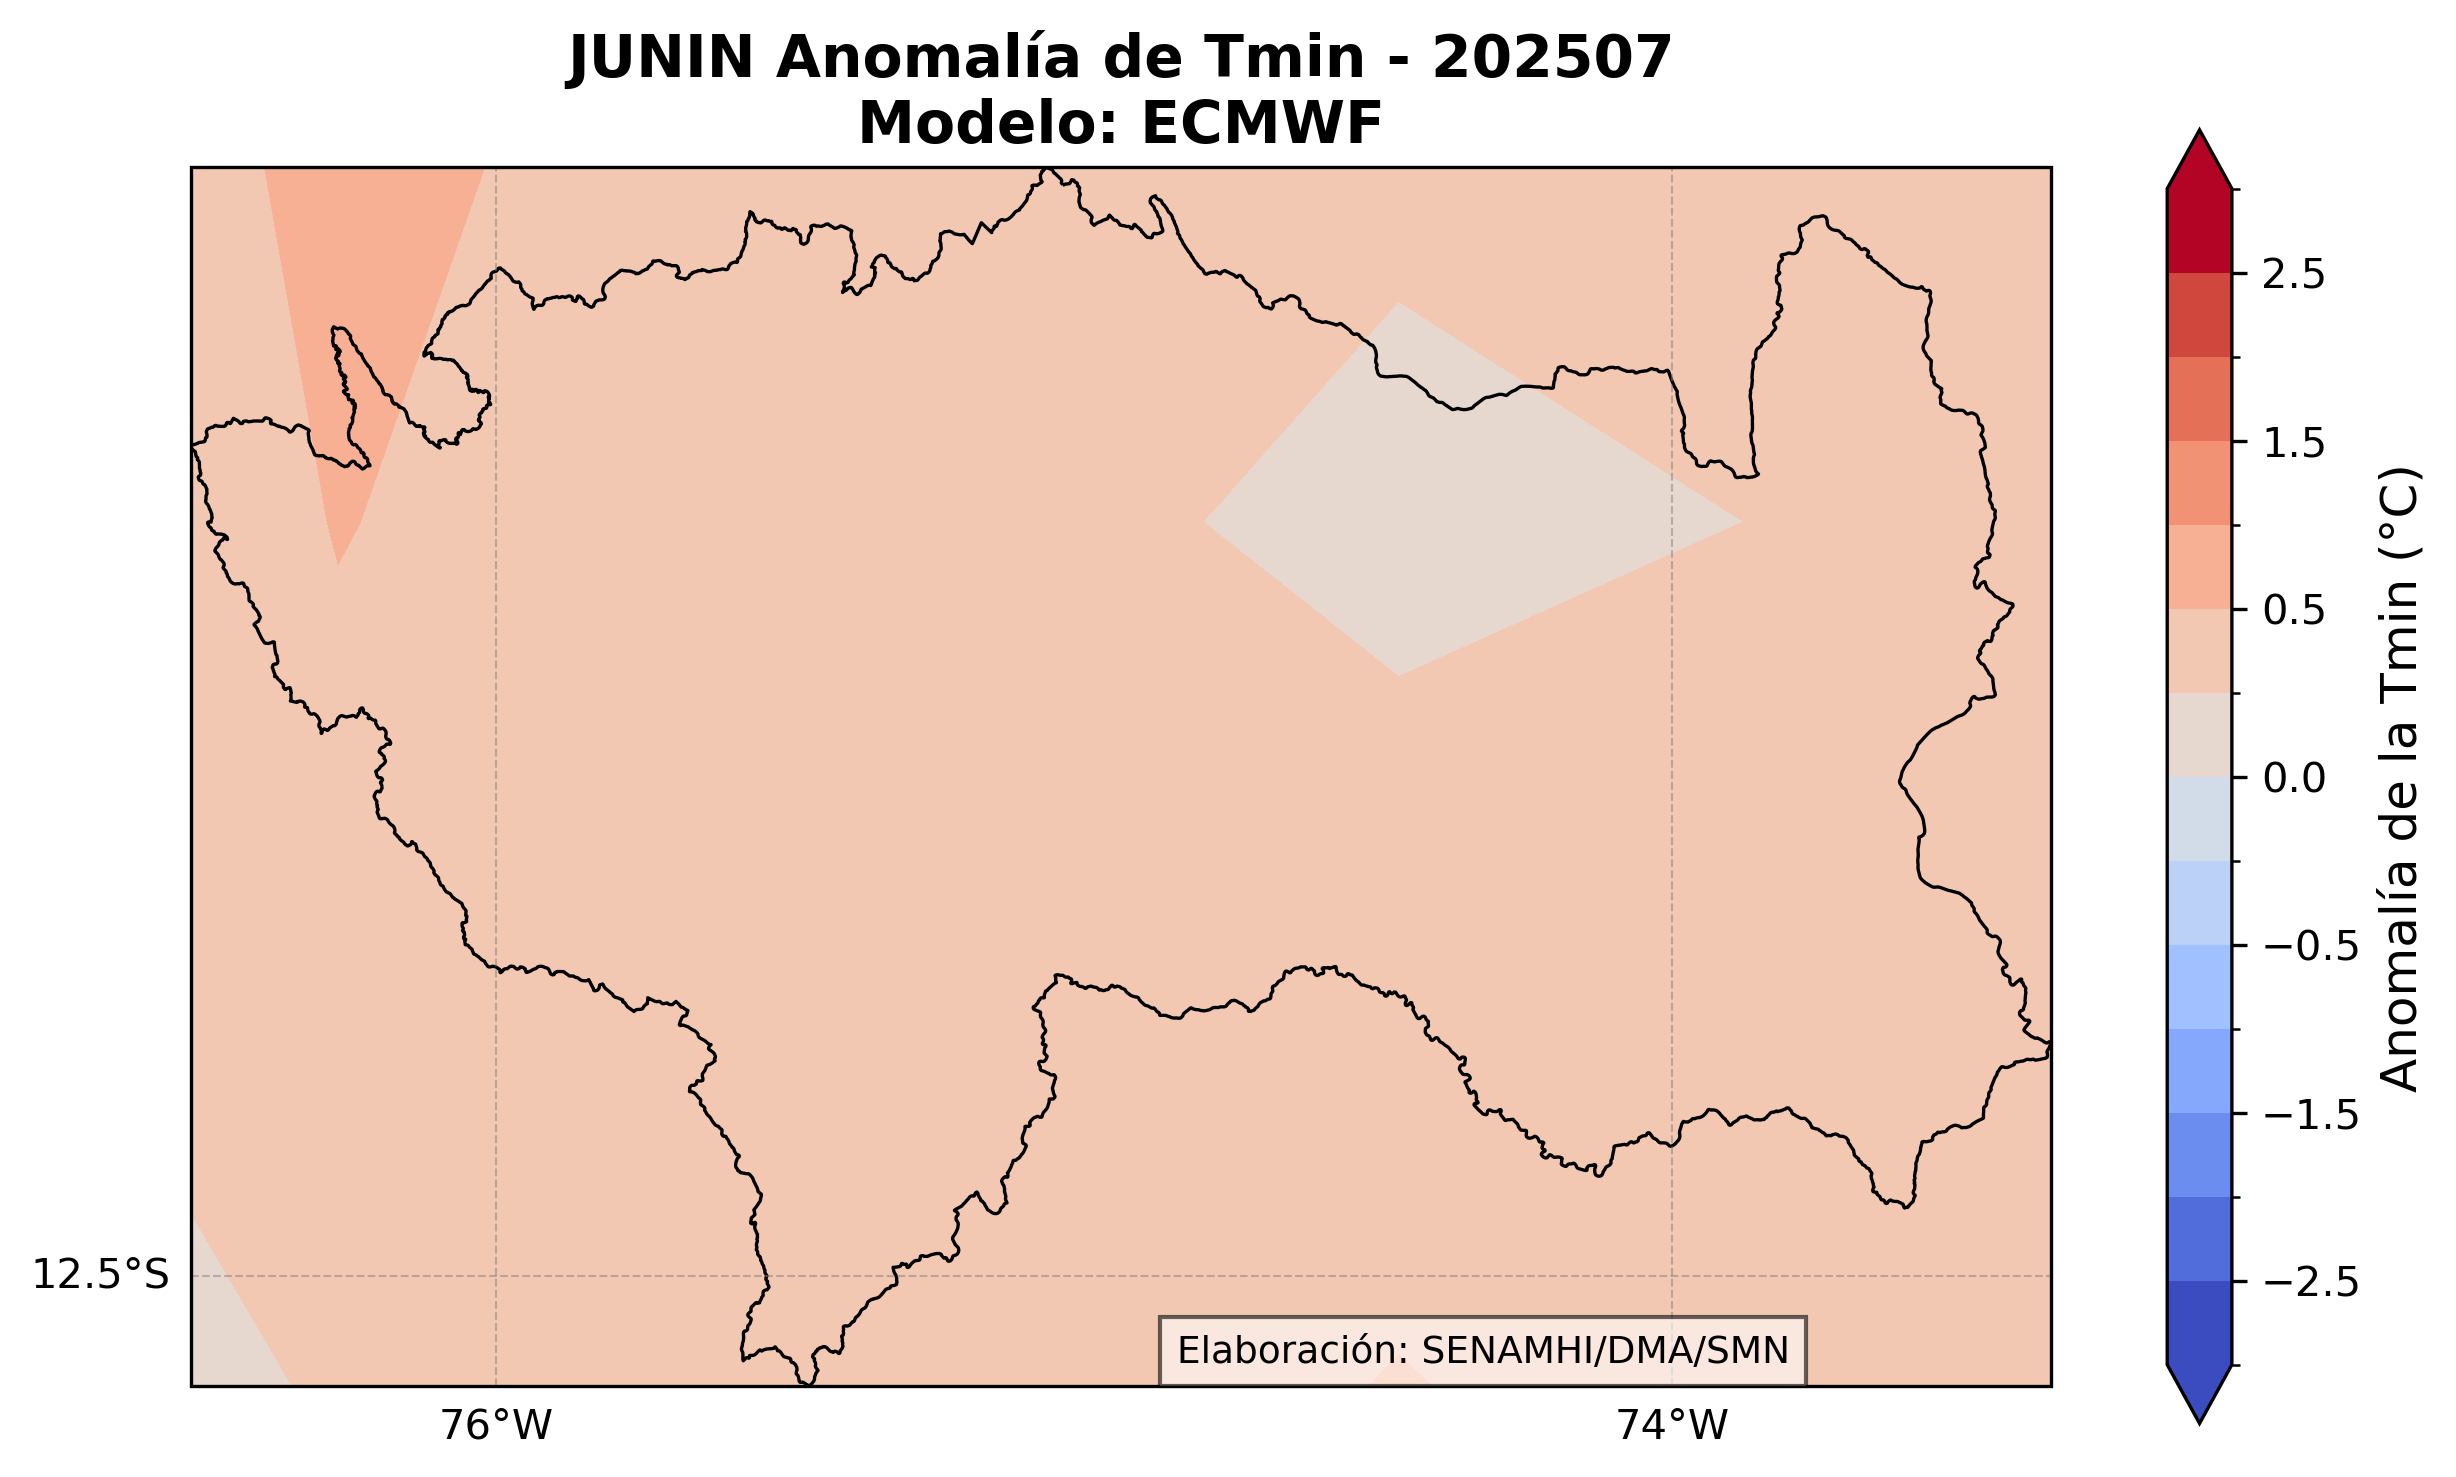 JUNIN Anomalía de Tmin - 202507
Modelo: ECMWF
2.5
1.5
0.5
0.0
−0.5
−1.5
−2.5
Anomalía de la Tmin (°C)
12.5°S
Elaboración: SENAMHI/DMA/SMN
76°W
74°W